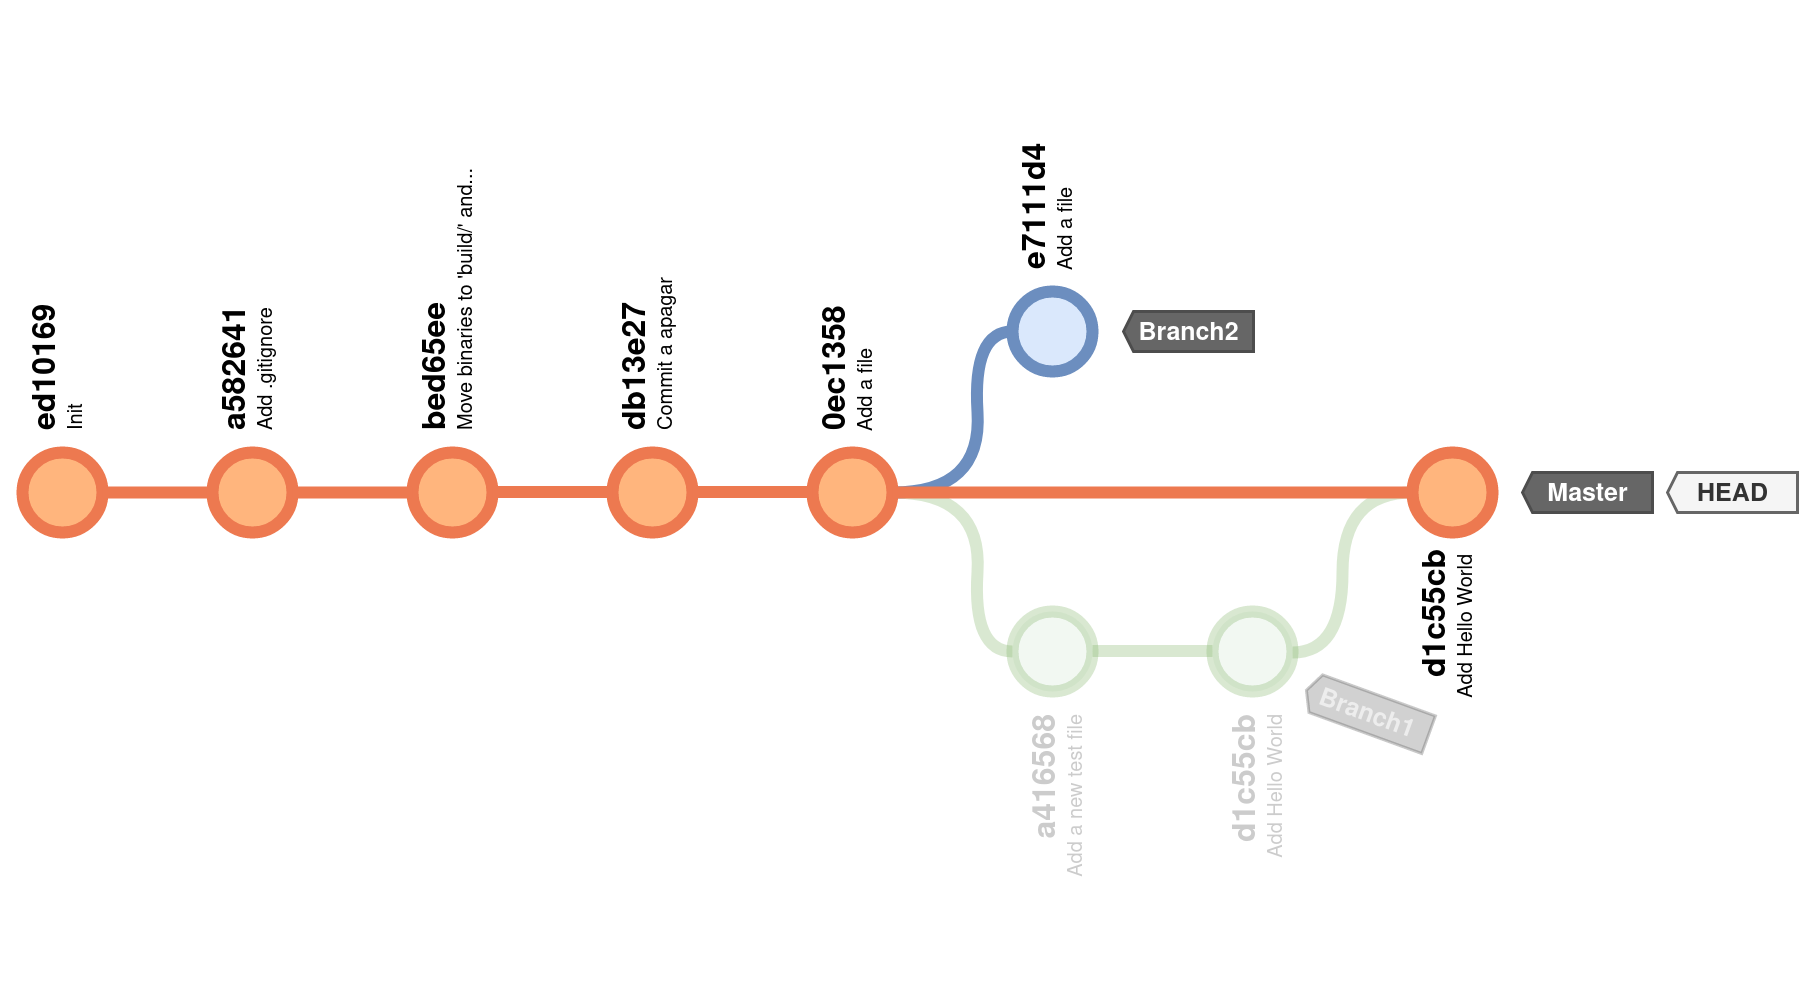 ed10169
Init
a582641
Add .gitignore
bed65ee
Move binaries to 'build/' and...
db13e27
Commit a apagar
0ec1358
Add a file
e7111d4
Add a file
Branch2
Master
HEAD
d1c55cb
Add Hello World
a416568
Add a new test file
d1c55cb
Add Hello World
Branch1